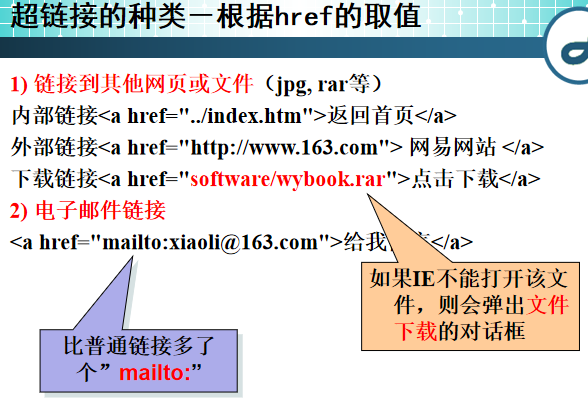 超链接的种类－根据href的取值
1) 链接到其他网页或文件（jpg, rar等）
内部链接<a href="../index.htm">返回首页</a>
外部链接<a href="http://www.163.com"> 网易网站 </a>
下载链接<a href="software/wybook.rar">点击下载</a>
2) 电子邮件链接
<a href="mailto:xiaoli@163.com">给我</a>
如果IE不能打开该文
件，则会弹出文件
下载的对话框
比普通链接多了
个”mailto:”